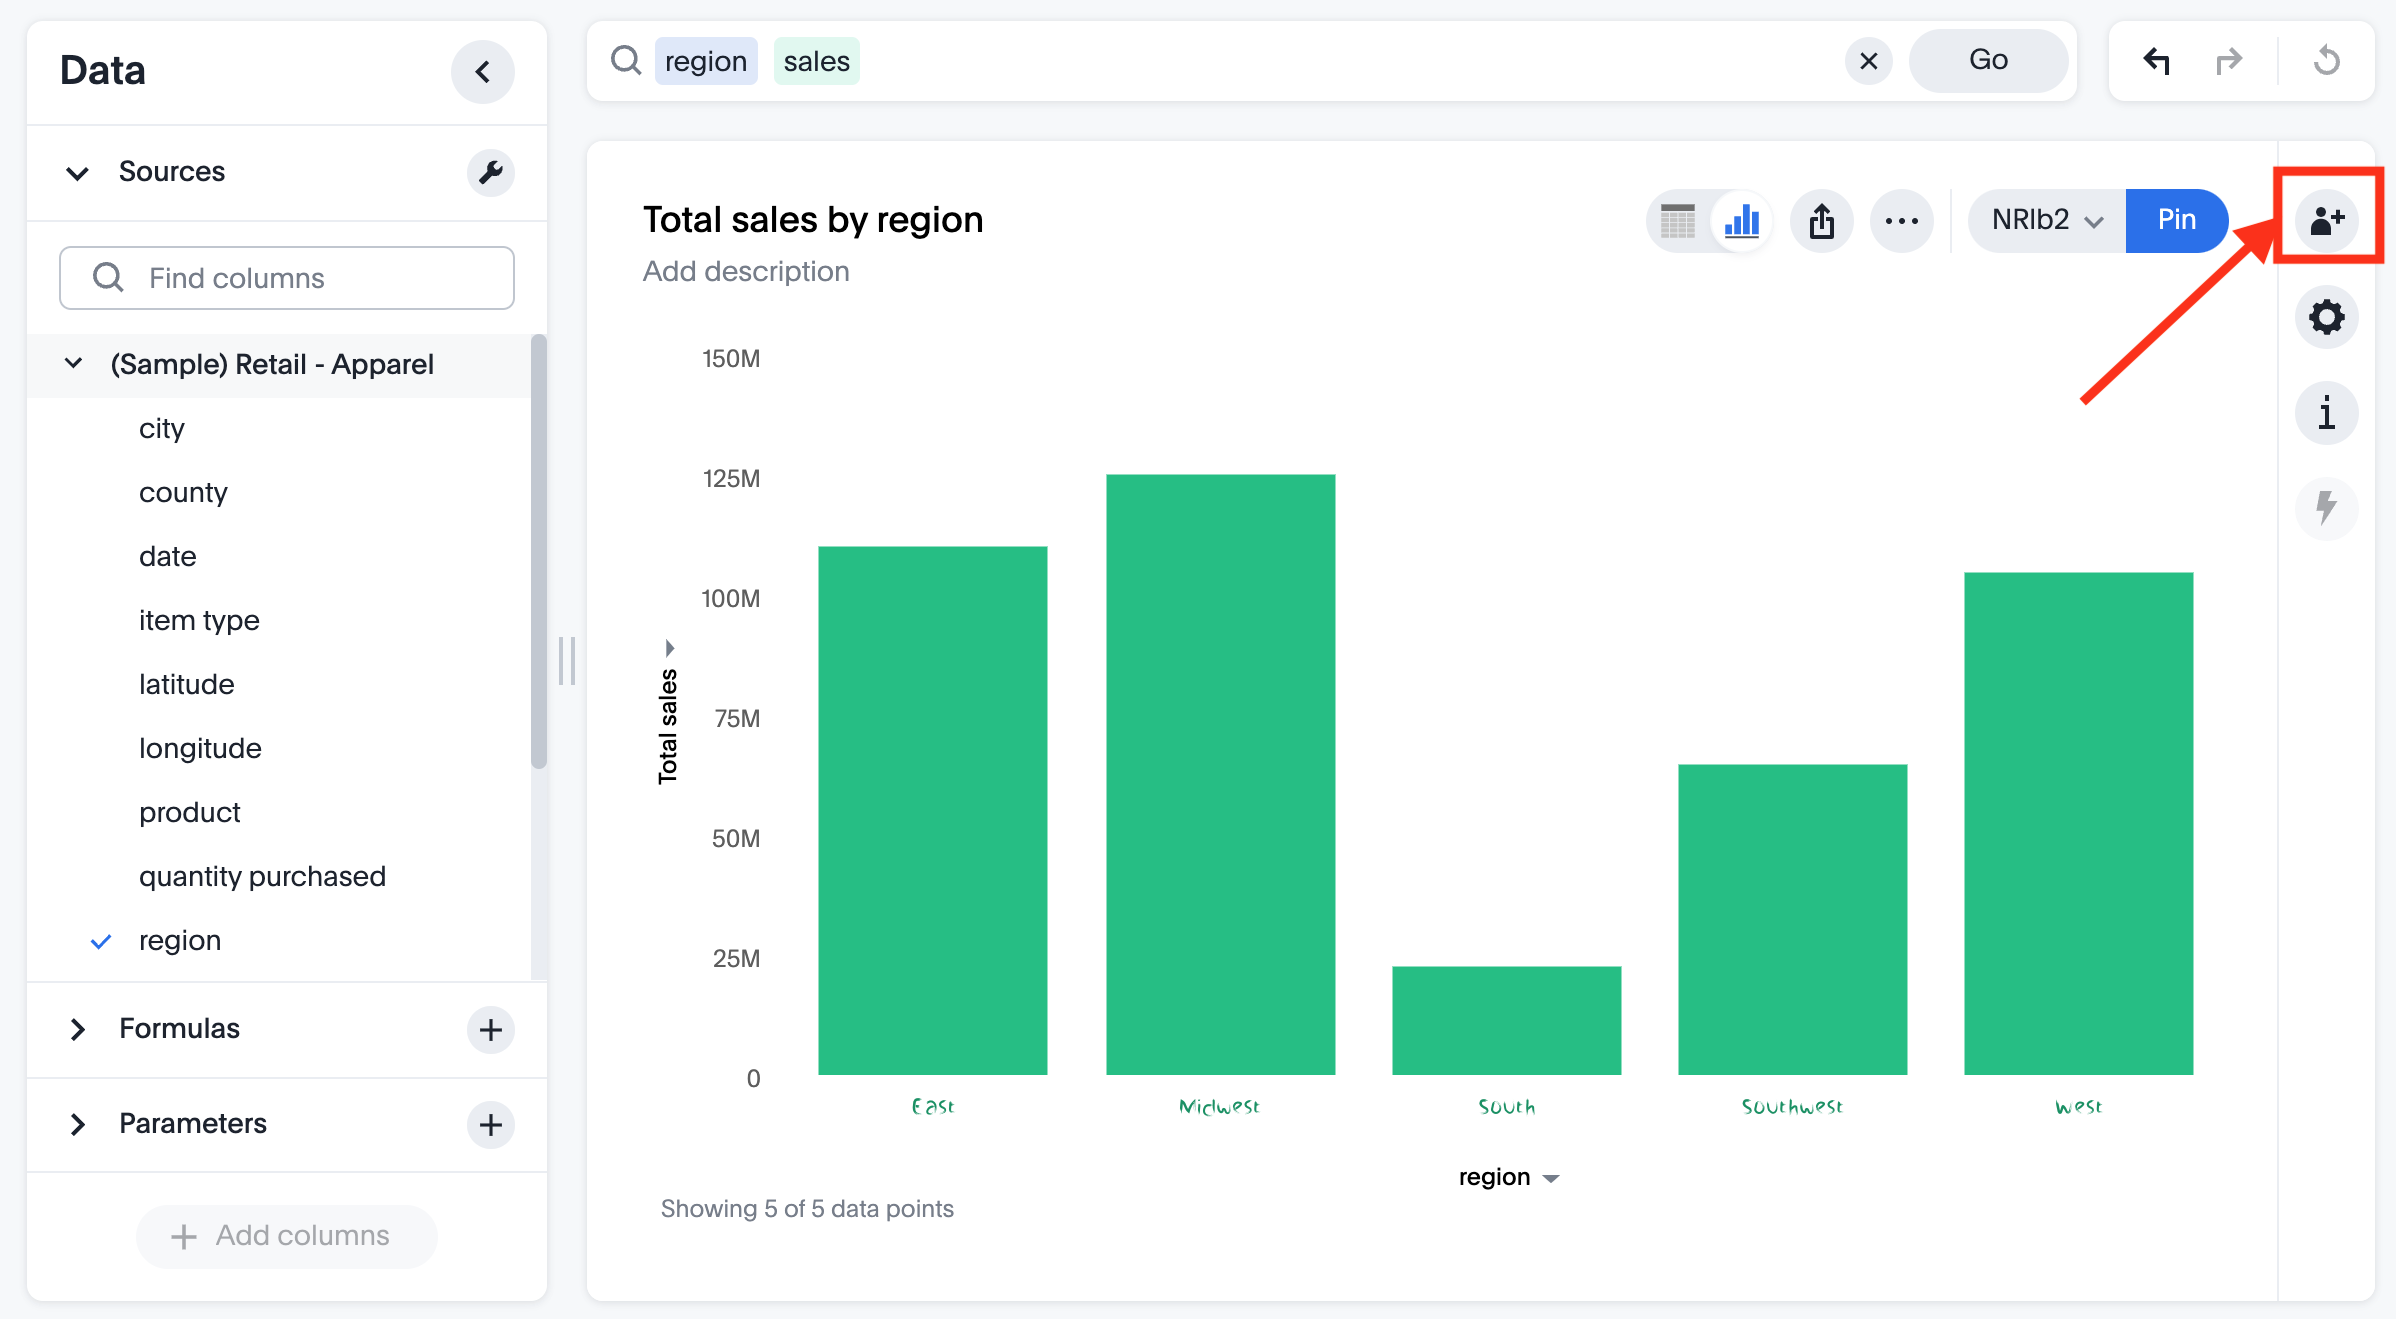 Data
Sources
Find columns
(Sample) Retail - Apparel
city
county
date
item type
latitude
longitude
product
quantity purchased
region
Formulas
Parameters
Add columns
region sales
Go
Total sales by region
Add description
NRIb2
Pin
150M
125M
100M
75M
50M
25M
0
Total sales
East Midwest South Southwest West
region
Showing 5 of 5 data points